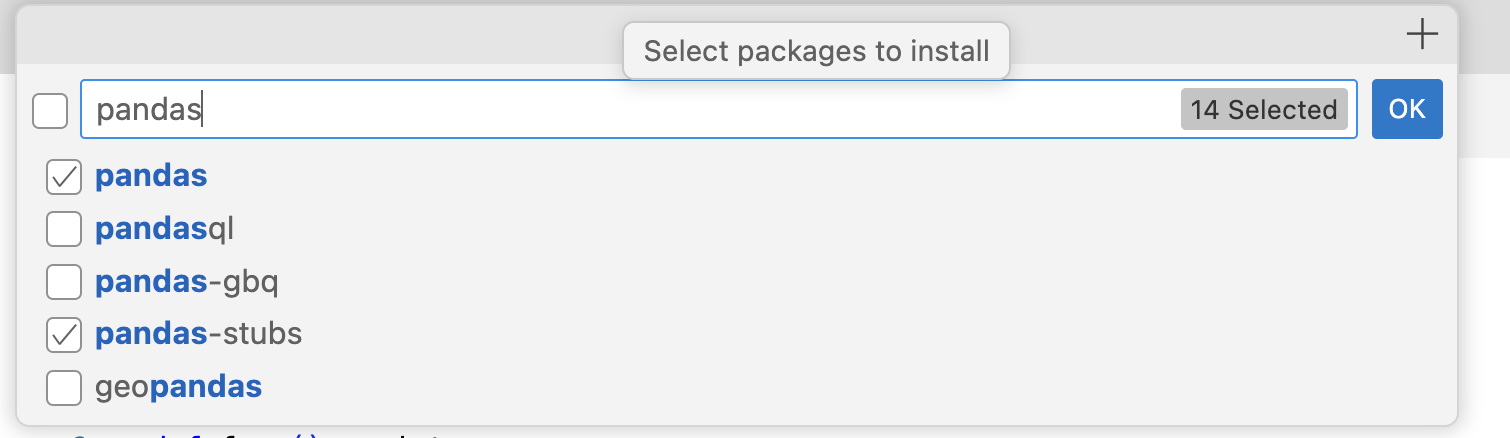 Select packages to install
pandas 14 Selected OK
pandas
pandasql
pandas-gbq
pandas-stubs
geopandas